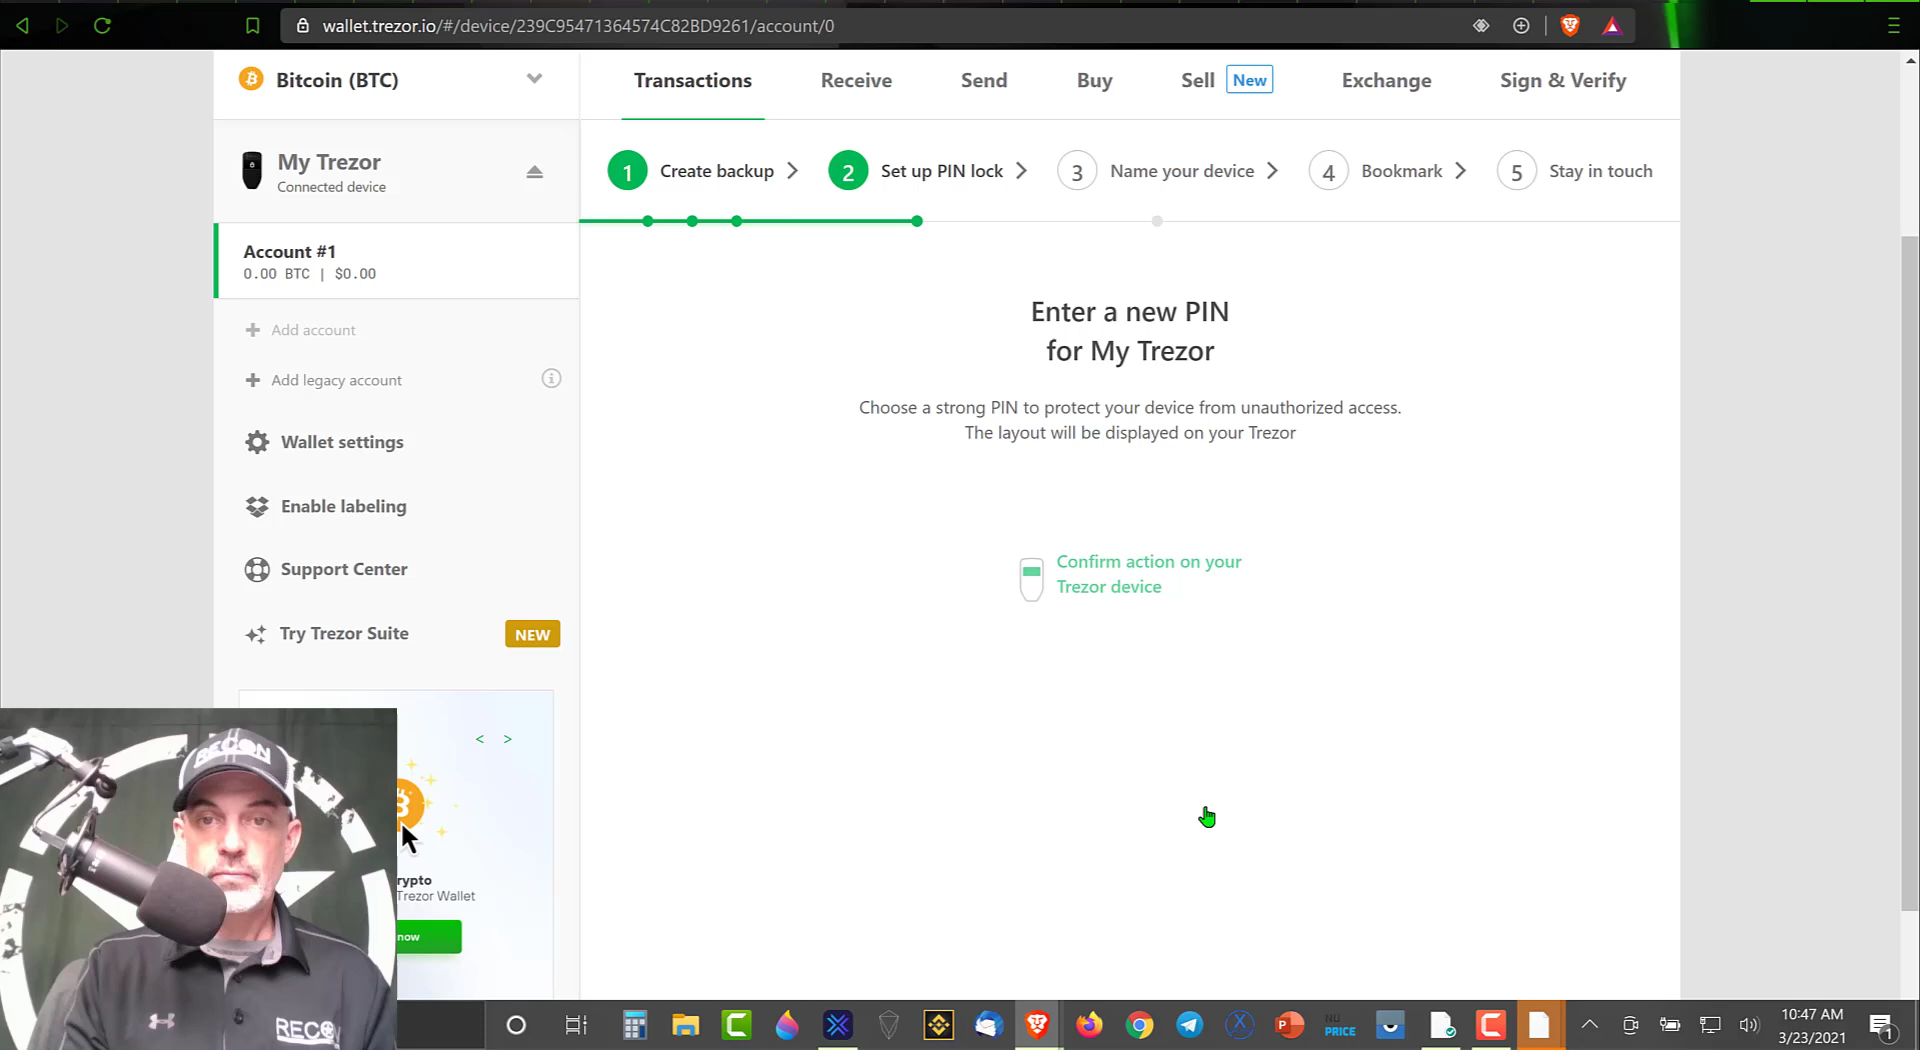 wallet.trezor.io/#/device/239C95471364574C82BD9261/account/0
Bitcoin (BTC)
Transactions
Receive
Send
Buy
Sell
New
Exchange
Sign & Verify
My Trezor
Connected device
1 Create backup
2 Set up PIN lock
3 Name your device
4 Bookmark
5 Stay in touch
Account #1
0.00 BTC | $0.00
Add account
Add legacy account
Wallet settings
Enable labeling
Support Center
Try Trezor Suite
NEW
Enter a new PIN
for My Trezor
Choose a strong PIN to protect your device from unauthorized access.
The layout will be displayed on your Trezor
Confirm action on your
Trezor device
< >
rypto
Trezor Wallet
now
RECON
RECON
NU
PRICE
10:47 AM
3/23/2021
1